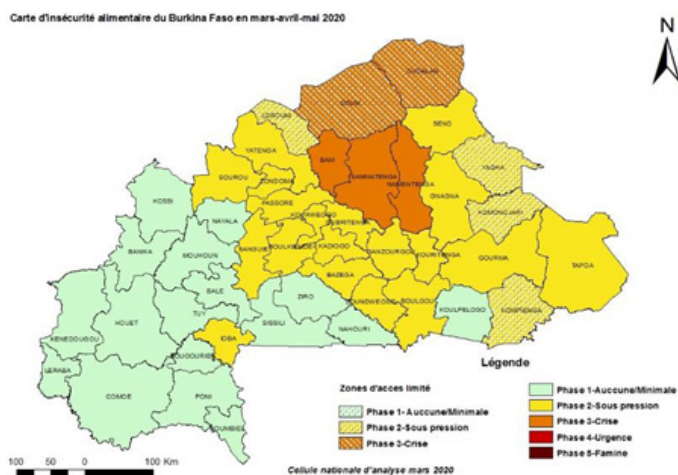 Carte d'insécurité alimentaire du Burkina Faso en mars-avril-mai 2020
N
OUDALAN
SOUM
LOROUM
SENO
YATENGA
BAM
YAGHA
SOUROU
SANMATENGA
NAMENTENGA
ZONDOMA
GNAGNA
KOSSI
PASSORE
KOMONDJARI
NAYALA
KOURWEOGO
OUBRITENGA
BANWA
MOUHOUN
SANGUIE
BOULKIEMDE
KADIOGO
GANZOURGOU
KOURITENGA
GOURMA
TAPOA
BAZEGA
BALE
ZIRO
ZOUNDWEOGO
BOULGOU
KOULPELOGO
KOMPIENGA
HOUET
TUY
KENEDOUGOU
IOBA
SISSILI
NAHOURI
BOUGOURIBA
LERABA
COMOE
PONI
NOUMBIEL
Légende
Zones d'acces limité
Phase 1- Auccune/Minimale
Phase 2-Sous pression
Phase 3-Crise
Phase 1-Auccune/Minimale
Phase 2-Sous pression
Phase 3-Crise
Phase 4-Urgence
Phase 5-Famine
100 50 0 100 Km
Cellule nationale d'analyse mars 2020